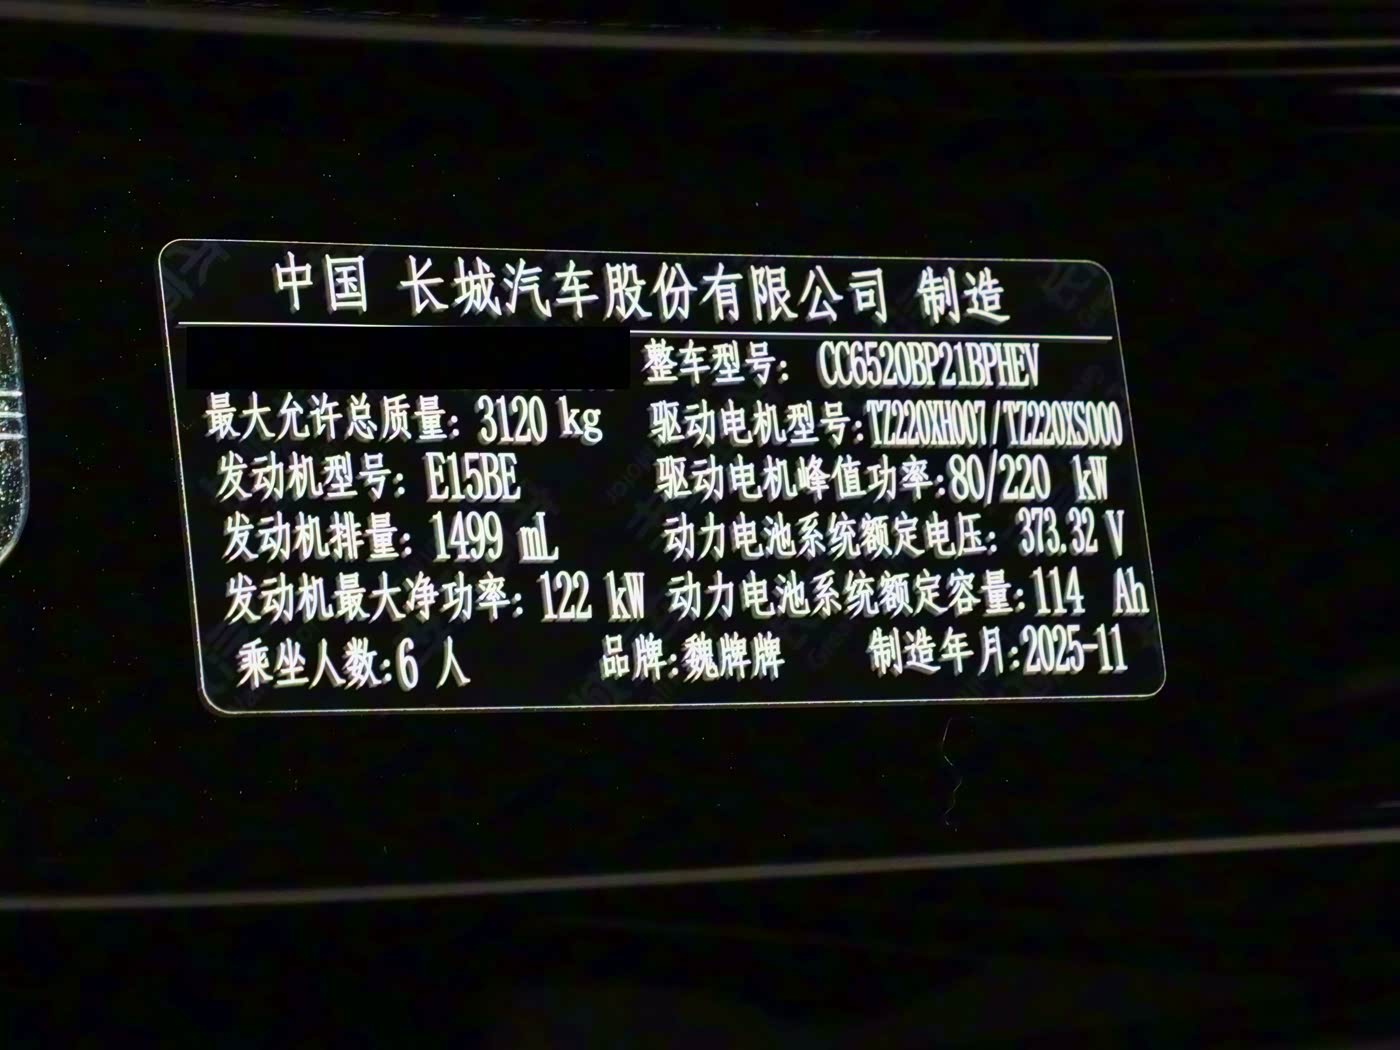 中国 长城汽车股份有限公司 制造
整车型号: CC6520BP21BPHEV
最大允许总质量: 3120 kg 驱动电机型号:TZ220XH007/TZ220XS000
发动机型号: E15BE 驱动电机峰值功率:80/220 kW
发动机排量: 1499 mL 动力电池系统额定电压: 373.32 V
发动机最大净功率: 122 kW 动力电池系统额定容量:114 Ah
乘坐人数:6 人 品牌:魏牌牌 制造年月:2025-11